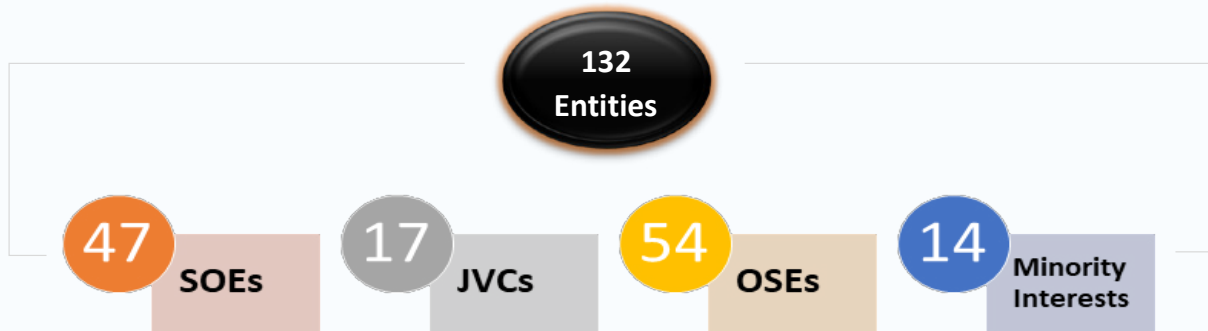 132
Entities
47
SOEs
17
JVCs
54
OSEs
14
Minority
Interests